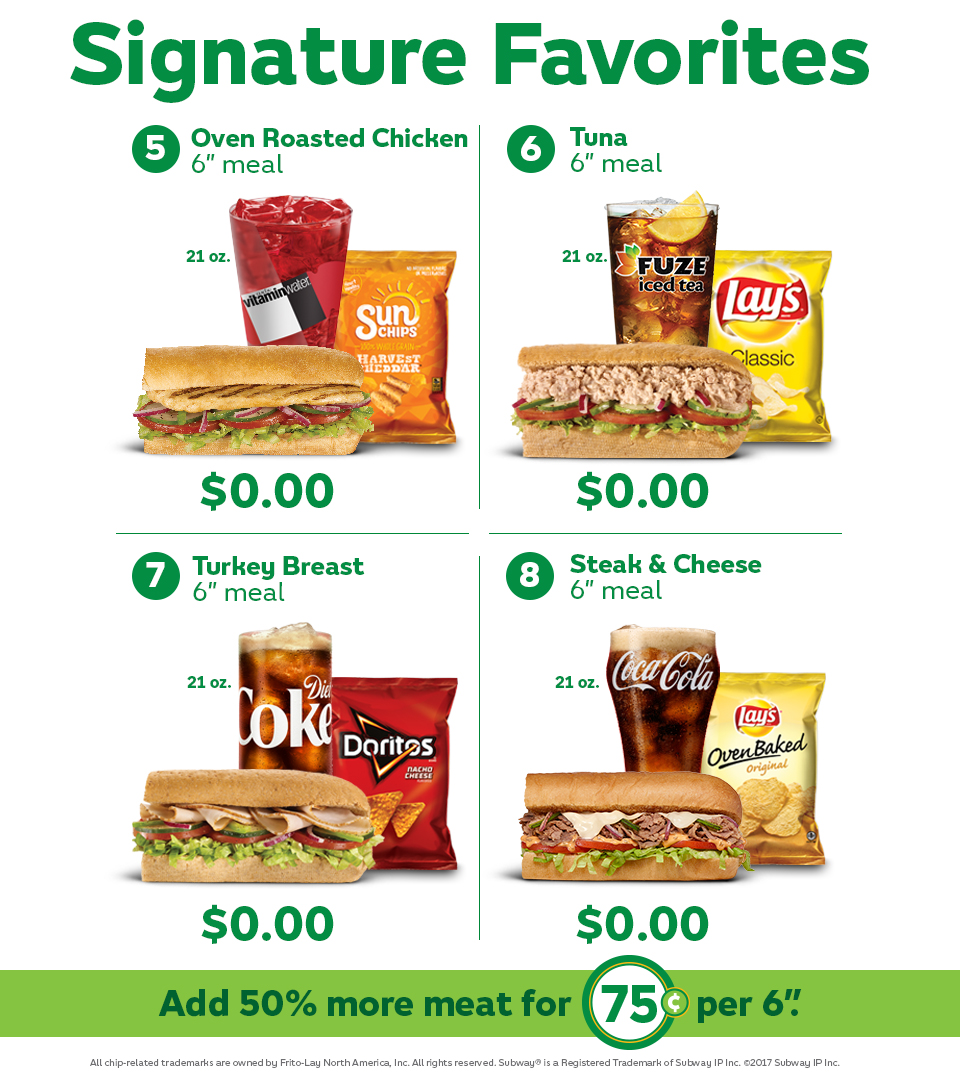 Signature Favorites
5 Oven Roasted Chicken
6” meal
21 oz.
vitaminwater
Sun
CHIPS
100% WHOLE GRAIN
HARVEST
CHEDDAR
$0.00
6 Tuna
6” meal
21 oz.
FUZE
iced tea
Lay's
Classic
$0.00
7 Turkey Breast
6” meal
21 oz.
Diet
Coke
Doritos
NACHO
CHEESE
$0.00
8 Steak & Cheese
6” meal
21 oz.
Coca-Cola
Lay's
Oven Baked
Original
$0.00
Add 50% more meat for 75¢ per 6”.
All chip-related trademarks are owned by Frito-Lay North America, Inc. All rights reserved. Subway® is a Registered Trademark of Subway IP Inc. ©2017 Subway IP Inc.